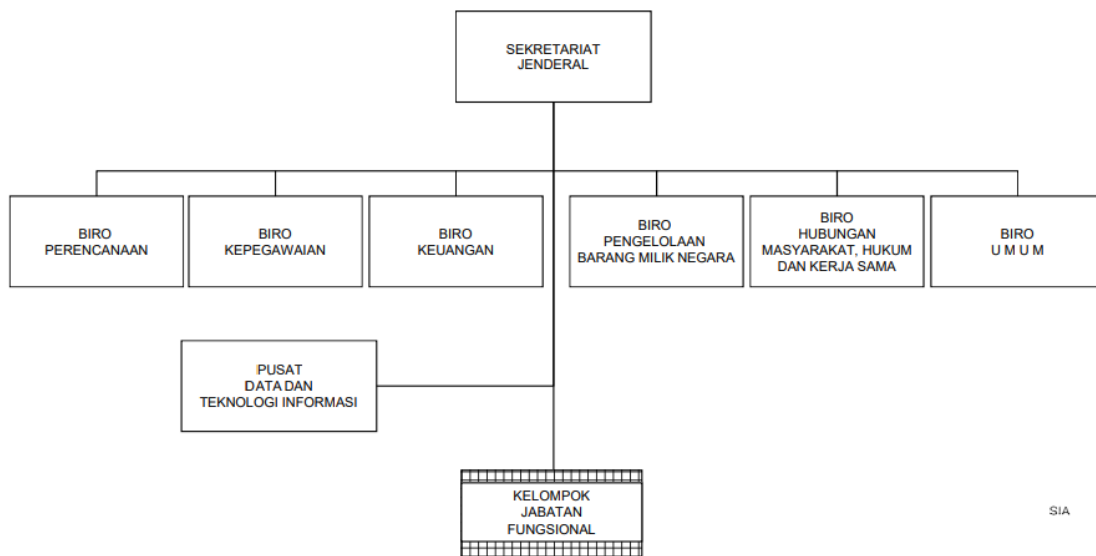 SEKRETARIAT
JENDERAL
BIRO
PERENCANAAN
BIRO
KEPEGAWAIAN
BIRO
KEUANGAN
BIRO
PENGELOLAAN
BARANG MILIK NEGARA
BIRO
HUBUNGAN
MASYARAKAT, HUKUM
DAN KERJA SAMA
BIRO
U M U M
PUSAT
DATA DAN
TEKNOLOGI INFORMASI
KELOMPOK
JABATAN
FUNGSIONAL
SIA